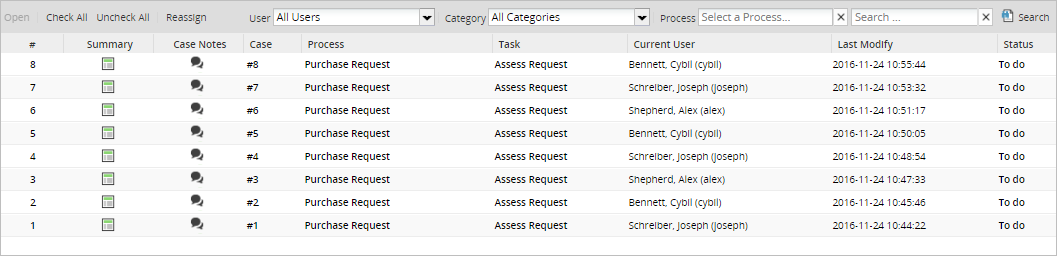 Open Check All Uncheck All Reassign User All Users Category All Categories Process Select a Process... Search ... Search
# Summary Case Notes Case Process Task Current User Last Modify Status
8 #8 Purchase Request Assess Request Bennett, Cybil (cybil) 2016-11-24 10:55:44 To do
7 #7 Purchase Request Assess Request Schreiber, Joseph (joseph) 2016-11-24 10:53:32 To do
6 #6 Purchase Request Assess Request Shepherd, Alex (alex) 2016-11-24 10:51:17 To do
5 #5 Purchase Request Assess Request Bennett, Cybil (cybil) 2016-11-24 10:50:05 To do
4 #4 Purchase Request Assess Request Schreiber, Joseph (joseph) 2016-11-24 10:48:54 To do
3 #3 Purchase Request Assess Request Shepherd, Alex (alex) 2016-11-24 10:47:33 To do
2 #2 Purchase Request Assess Request Bennett, Cybil (cybil) 2016-11-24 10:45:46 To do
1 #1 Purchase Request Assess Request Schreiber, Joseph (joseph) 2016-11-24 10:44:22 To do